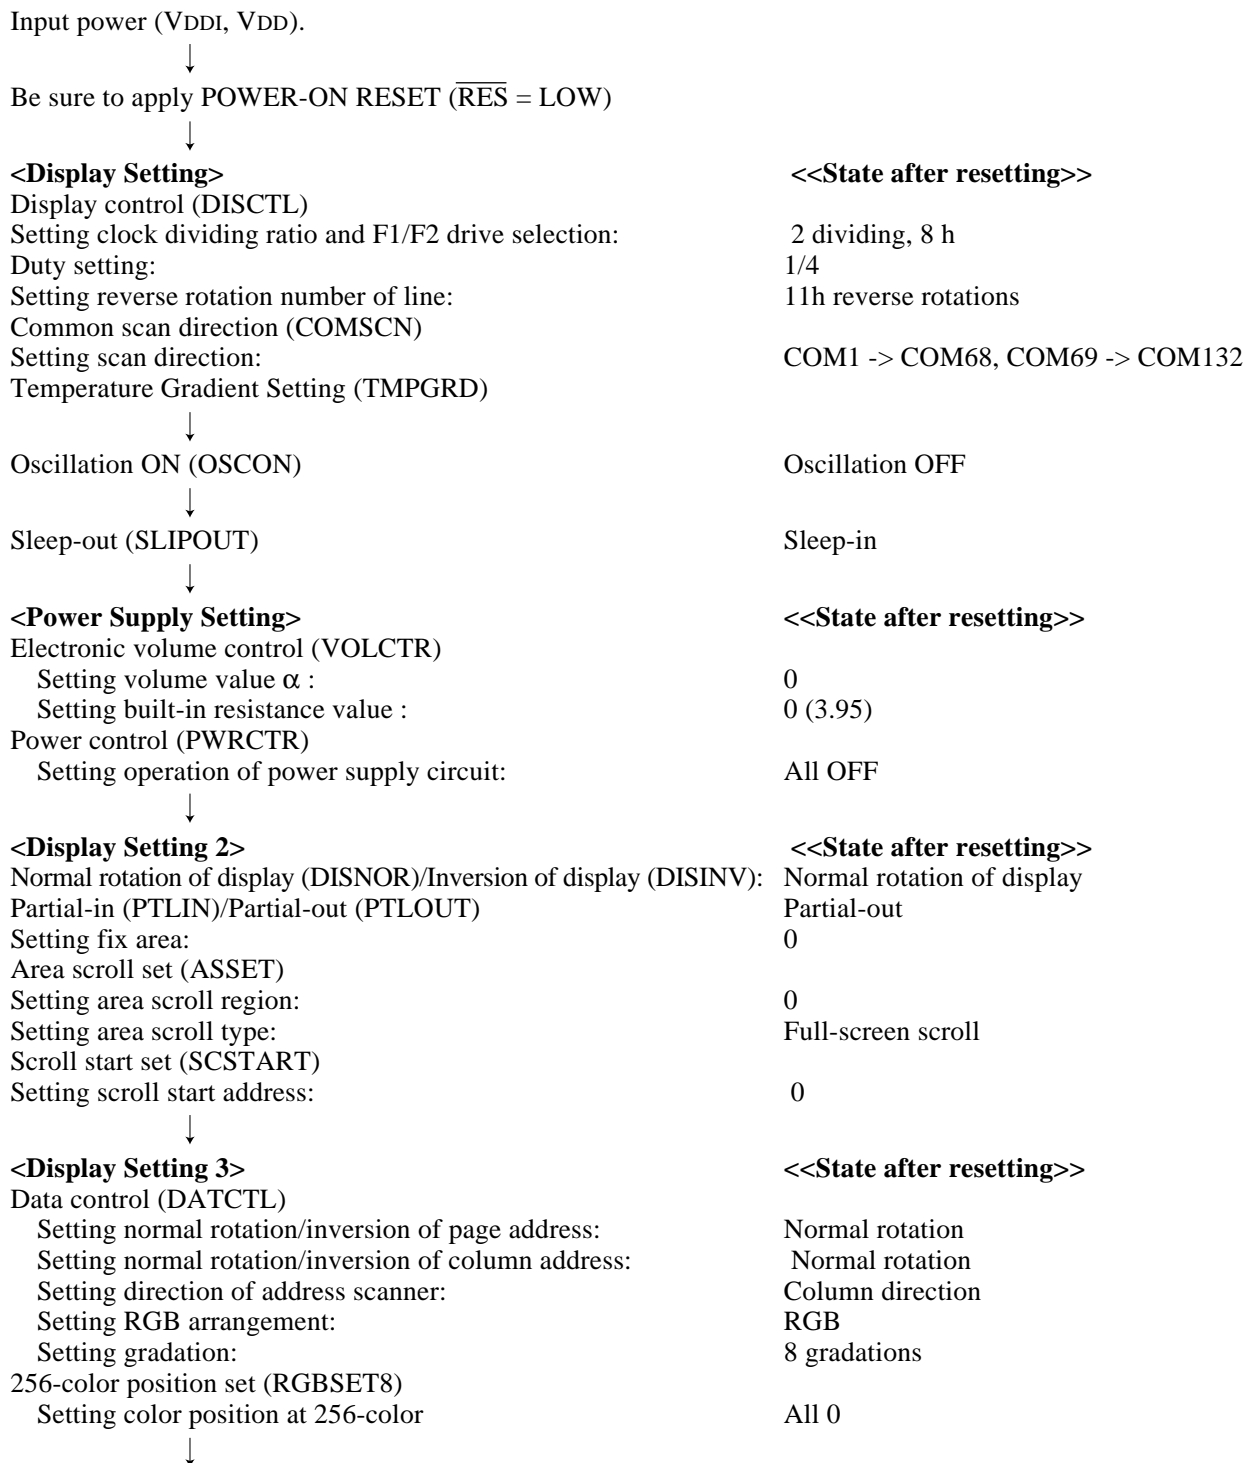 Input power (VDDI, VDD).
↓
Be sure to apply POWER-ON RESET (R̅E̅S̅ = LOW)
↓
<Display Setting> <<State after resetting>>
Display control (DISCTL)
Setting clock dividing ratio and F1/F2 drive selection: 2 dividing, 8 h
Duty setting: 1/4
Setting reverse rotation number of line: 11h reverse rotations
Common scan direction (COMSCN)
Setting scan direction: COM1 -> COM68, COM69 -> COM132
Temperature Gradient Setting (TMPGRD)
↓
Oscillation ON (OSCON) Oscillation OFF
↓
Sleep-out (SLIPOUT) Sleep-in
↓
<Power Supply Setting> <<State after resetting>>
Electronic volume control (VOLCTR)
Setting volume value α : 0
Setting built-in resistance value : 0 (3.95)
Power control (PWRCTR)
Setting operation of power supply circuit: All OFF
↓
<Display Setting 2> <<State after resetting>>
Normal rotation of display (DISNOR)/Inversion of display (DISINV): Normal rotation of display
Partial-in (PTLIN)/Partial-out (PTLOUT) Partial-out
Setting fix area: 0
Area scroll set (ASSET)
Setting area scroll region: 0
Setting area scroll type: Full-screen scroll
Scroll start set (SCSTART)
Setting scroll start address: 0
↓
<Display Setting 3> <<State after resetting>>
Data control (DATCTL)
Setting normal rotation/inversion of page address: Normal rotation
Setting normal rotation/inversion of column address: Normal rotation
Setting direction of address scanner: Column direction
Setting RGB arrangement: RGB
Setting gradation: 8 gradations
256-color position set (RGBSET8)
Setting color position at 256-color All 0
↓